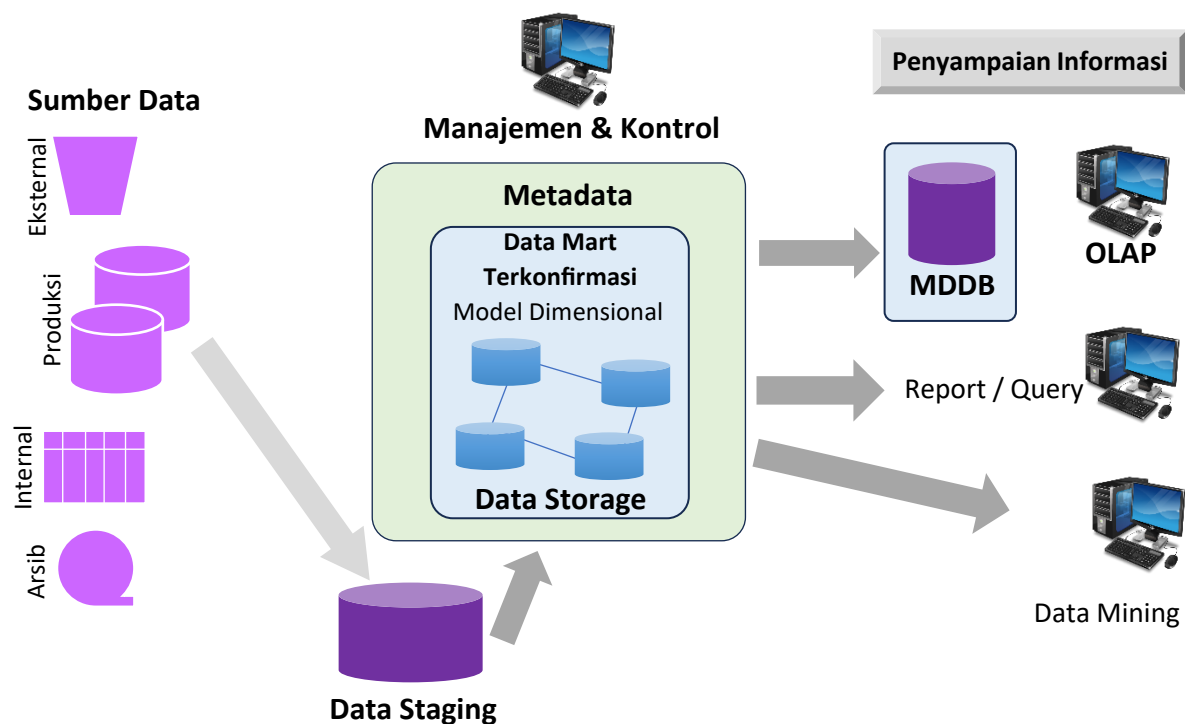 Sumber Data
Eksternal
Produksi
Internal
Arsib
Data Staging
Manajemen & Kontrol
Metadata
Data Mart
Terkonfirmasi
Model Dimensional
Data Storage
Penyampaian Informasi
MDDB
OLAP
Report / Query
Data Mining